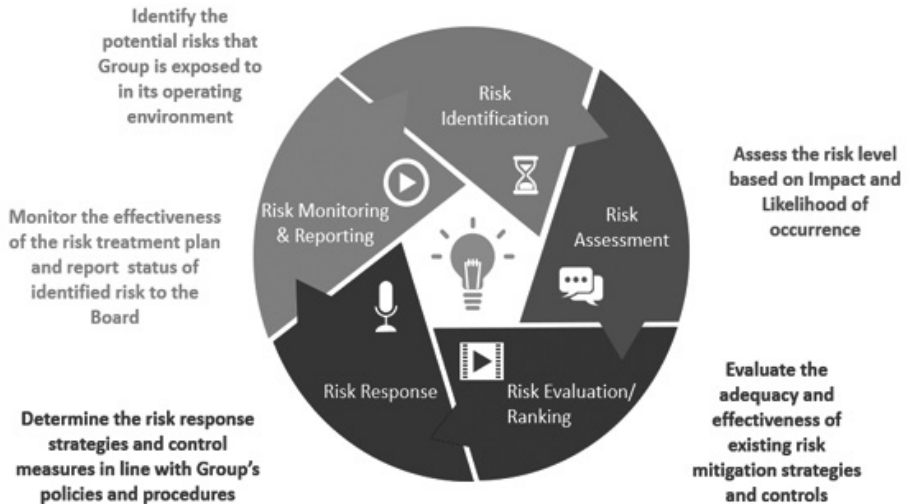 Identify the
potential risks that
Group is exposed to
in its operating
environment
Risk
Identification
Assess the risk level
based on Impact and
Likelihood of
occurrence
Risk
Assessment
Risk Monitoring
& Reporting
Monitor the effectiveness
of the risk treatment plan
and report status of
identified risk to the
Board
Risk Response
Risk Evaluation/
Ranking
Evaluate the
adequacy and
effectiveness of
existing risk
mitigation strategies
and controls
Determine the risk response
strategies and control
measures in line with Group's
policies and procedures